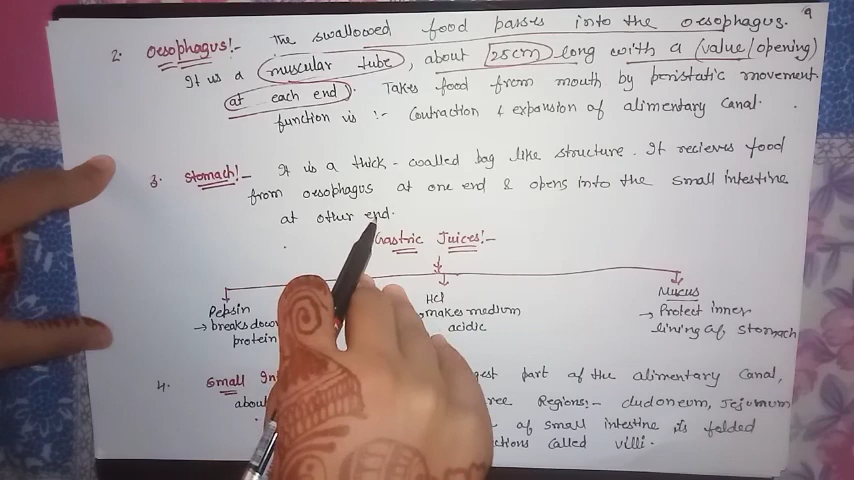 9
2. Oesophagus!- The swallowed food passes into the oesophagus.
It is a muscular tube, about 25cm long with a (value/opening)
at each end. Takes food from mouth by peristatic movement
function is :- Contraction & expansion of alimentary canal.
3. Stomach!- It is a thick-walled bag like structure. It recieves food
from oesophagus at one end & opens into the small intestine
at other end.
Gastric Juices!-
Pepsin HCl Mucus
→ breaks down makes medium → Protect inner
protein acidic lining of stomach
4. Small part of the alimentary canal,
about Regions:- dudoneum, Jejumum
of small intestine is folded
called villi.